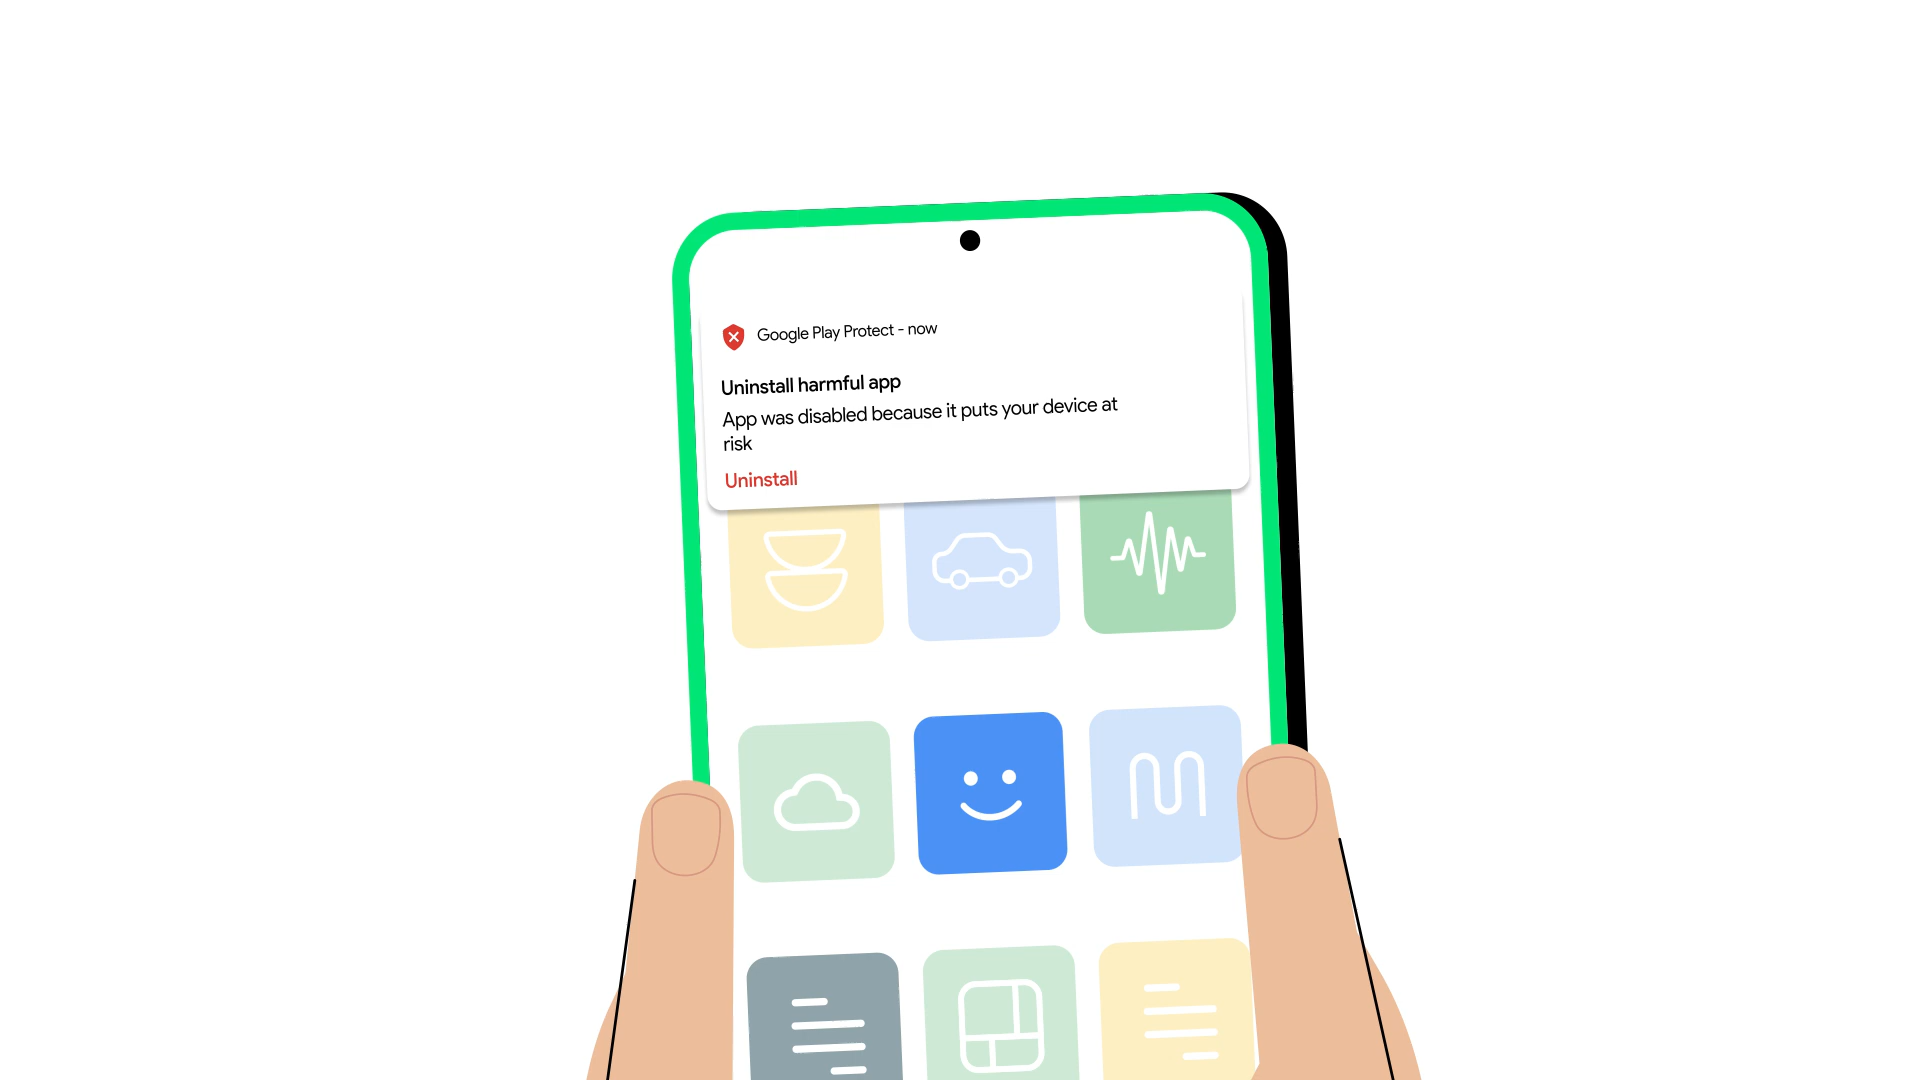 Google Play Protect - now
Uninstall harmful app
App was disabled because it puts your device at
risk
Uninstall